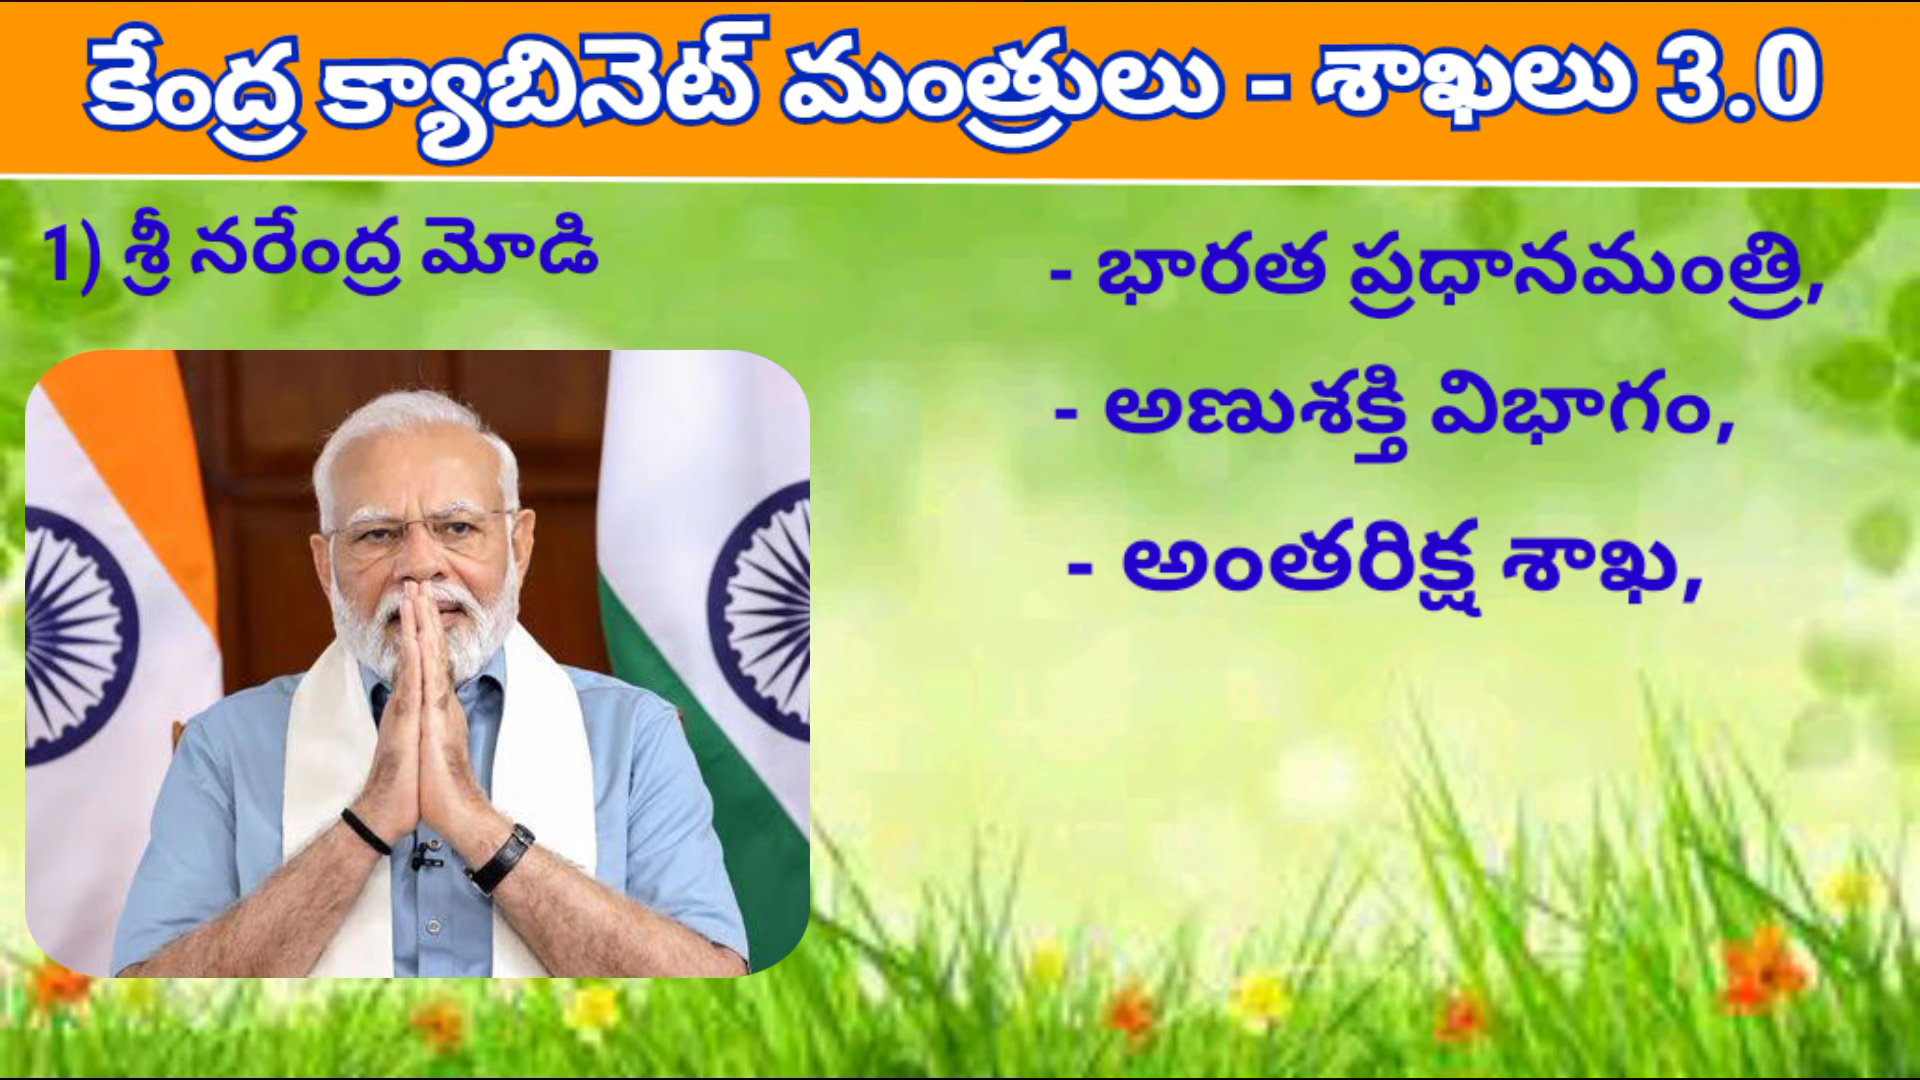 కేంద్ర క్యాబినెట్ మంత్రులు - శాఖలు 3.0
1) శ్రీ నరేంద్ర మోడి
- భారత ప్రధానమంత్రి,
- అణుశక్తి విభాగం,
- అంతరిక్ష శాఖ,